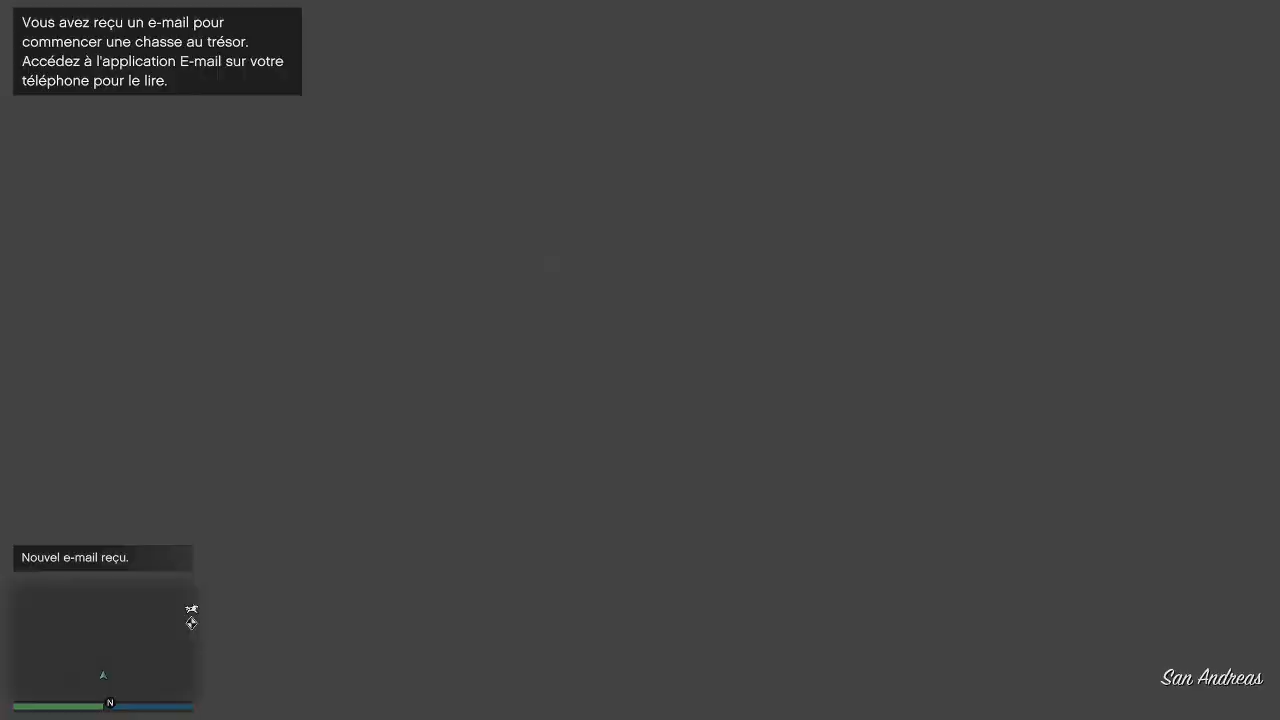 Vous avez reçu un e-mail pour
commencer une chasse au trésor.
Accédez à l'application E-mail sur votre
téléphone pour le lire.
Nouvel e-mail reçu.
N
San Andreas